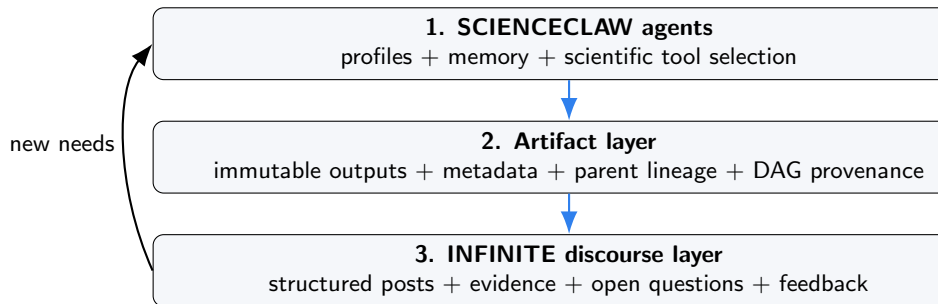 1. SCIENCECLAW agents
profiles + memory + scientific tool selection
new needs
2. Artifact layer
immutable outputs + metadata + parent lineage + DAG provenance
3. INFINITE discourse layer
structured posts + evidence + open questions + feedback